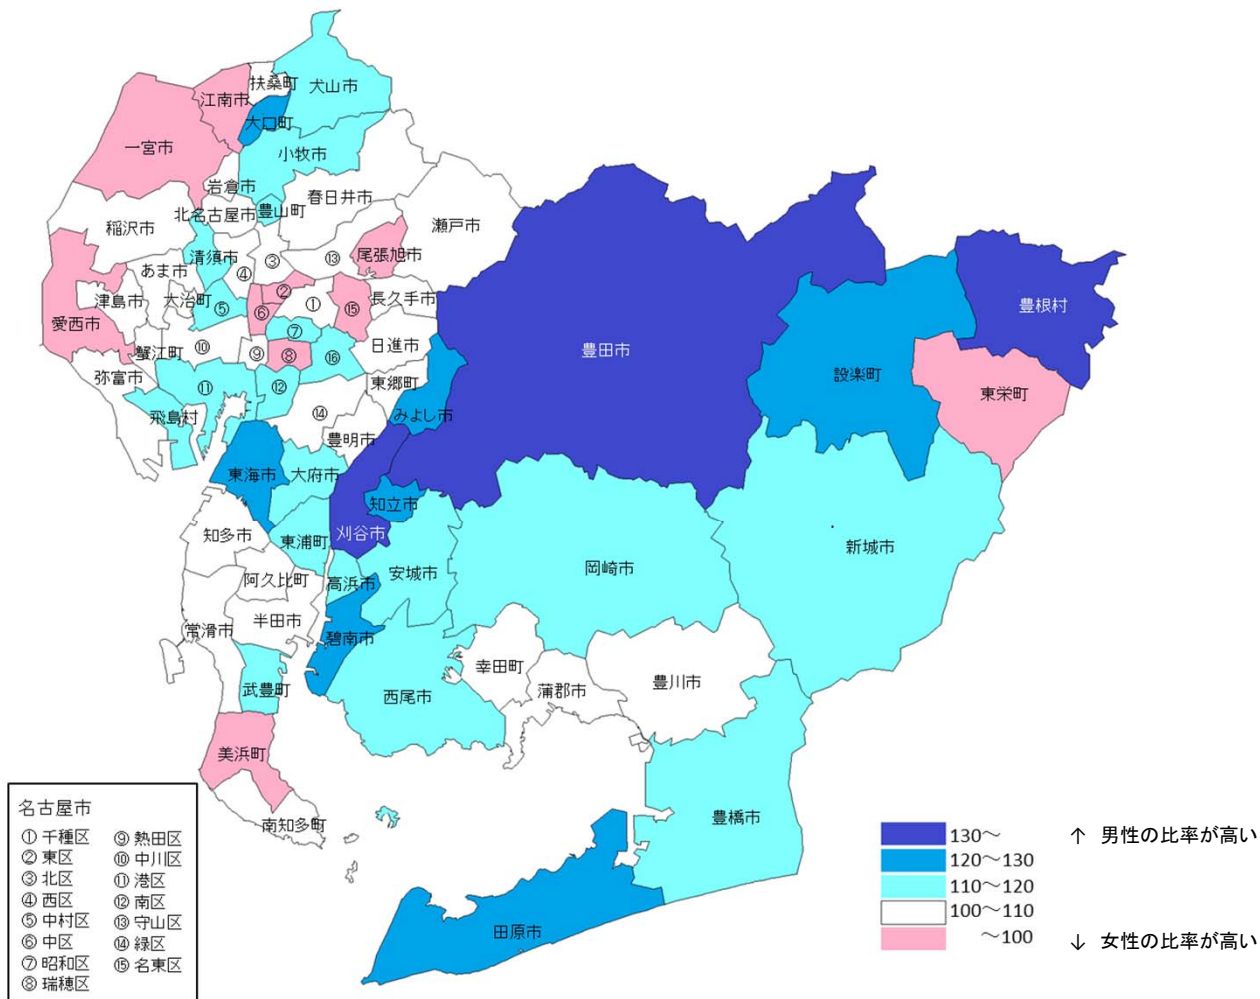 扶桑町
犬山市
江南市
大口町
一宮市
小牧市
岩倉市
春日井市
北名古屋市
豊山町
稲沢市
瀬戸市
清須市
③
⑬
尾張旭市
あま市
④
②
津島市
大治町
⑤
⑥
①
⑮
長久手市
豊根村
愛西市
⑦
蟹江町
⑩
⑨
⑧
⑯
日進市
豊田市
弥富市
⑪
⑫
東郷町
設楽町
東栄町
飛島村
⑭
みよし市
豊明市
東海市
大府市
知立市
知多市
東浦町
刈谷市
新城市
阿久比町
高浜市
安城市
岡崎市
常滑市
半田市
碧南市
武豊町
西尾市
幸田町
蒲郡市
豊川市
美浜町
南知多町
豊橋市
田原市
名古屋市
① 千種区 ⑨ 熱田区
② 東区 ⑩ 中川区
③ 北区 ⑪ 港区
④ 西区 ⑫ 南区
⑤ 中村区 ⑬ 守山区
⑥ 中区 ⑭ 緑区
⑦ 昭和区 ⑮ 名東区
⑧ 瑞穂区
130～ ↑ 男性の比率が高い
120～130
110～120
100～110
～100 ↓ 女性の比率が高い